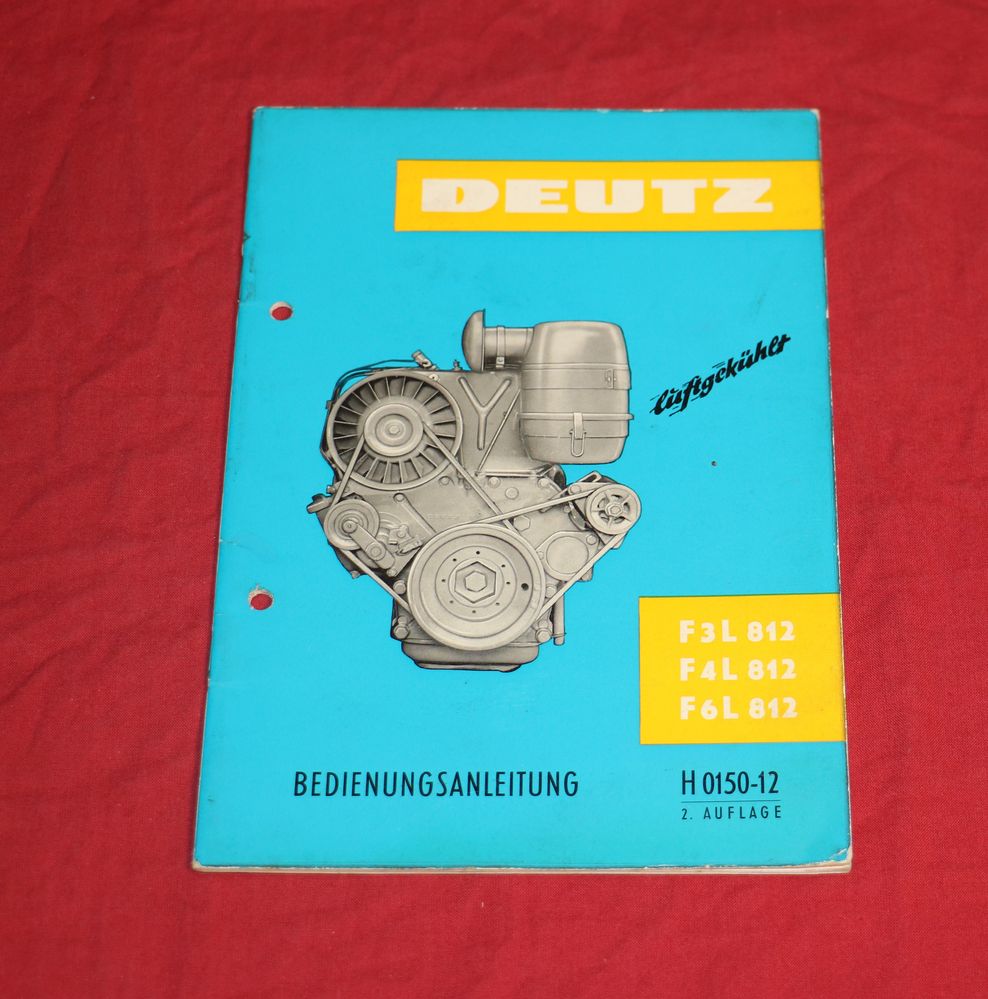 DEUTZ
luftgekühlt
F3L 812
F4L 812
F6L 812
BEDIENUNGSANLEITUNG
H 0150-12
2. AUFLAGE